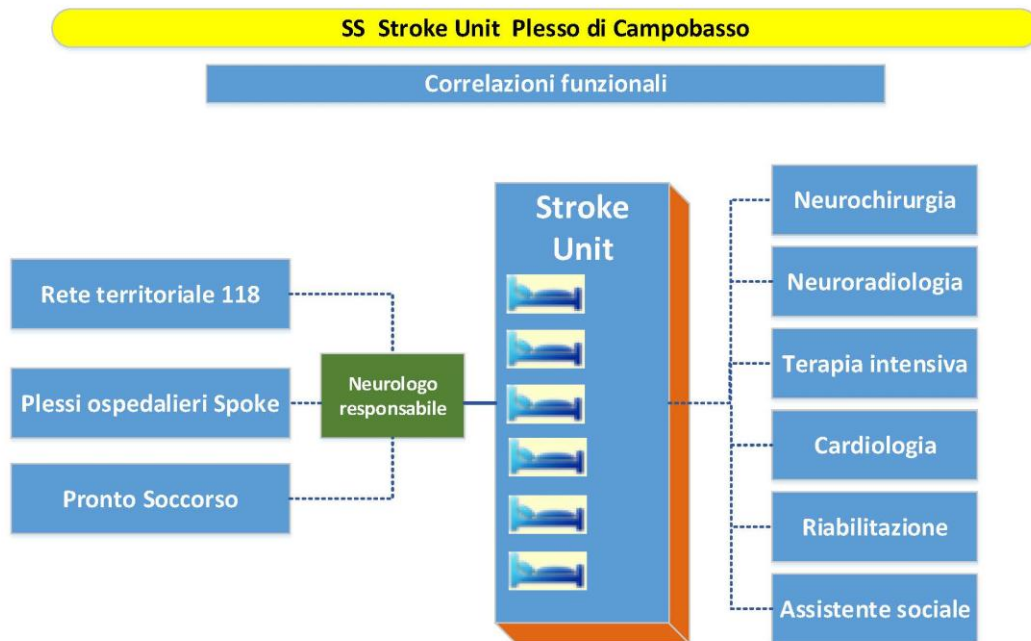 SS Stroke Unit Plesso di Campobasso
Correlazioni funzionali
Rete territoriale 118
Plessi ospedalieri Spoke
Pronto Soccorso
Neurologo
responsabile
Stroke
Unit
Neurochirurgia
Neuroradiologia
Terapia intensiva
Cardiologia
Riabilitazione
Assistente sociale